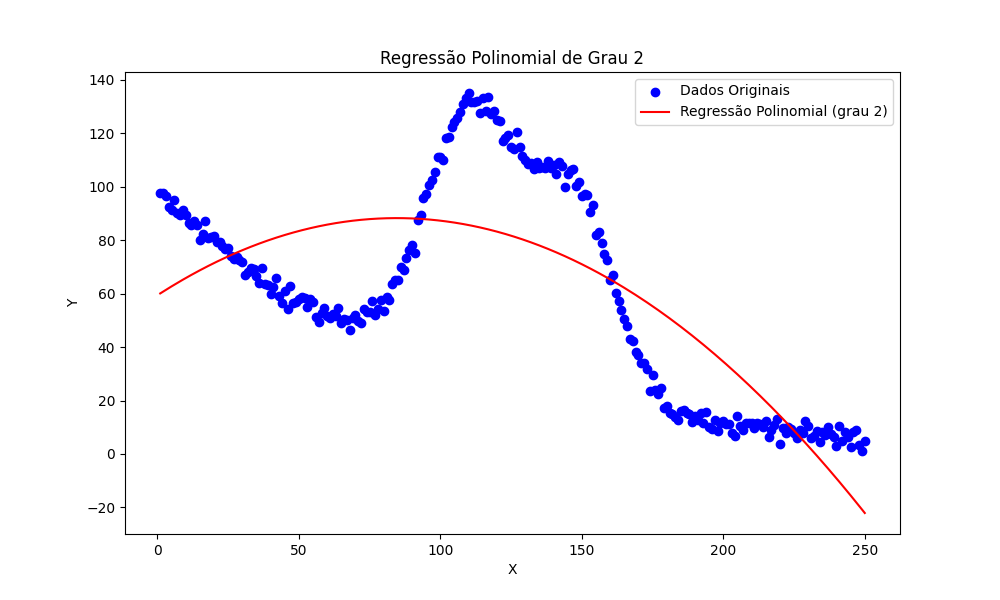 Regressão Polinomial de Grau 2
Dados Originais
Regressão Polinomial (grau 2)
140
120
100
80
60
40
20
0
−20
Y
0 50 100 150 200 250
X